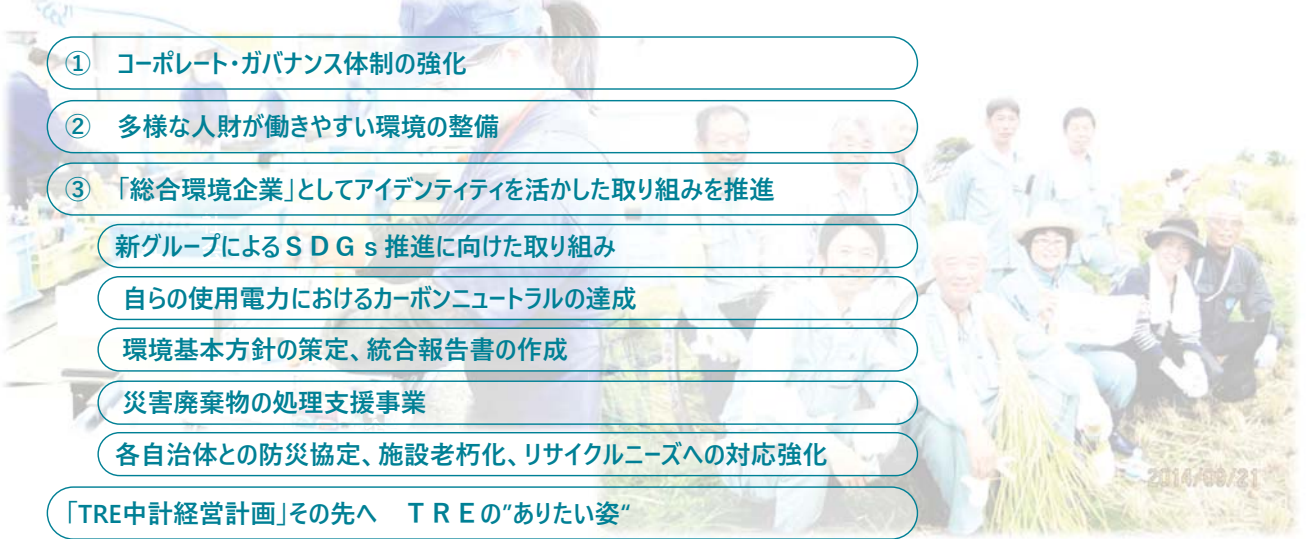 ① コーポレート・ガバナンス体制の強化
② 多様な人財が働きやすい環境の整備
③ 「総合環境企業」としてアイデンティティを活かした取り組みを推進
新グループによるSDGs推進に向けた取り組み
自らの使用電力におけるカーボンニュートラルの達成
環境基本方針の策定、統合報告書の作成
災害廃棄物の処理支援事業
各自治体との防災協定、施設老朽化、リサイクルニーズへの対応強化
2014/09/21
「TRE中計経営計画」その先へ TREの”ありたい姿“